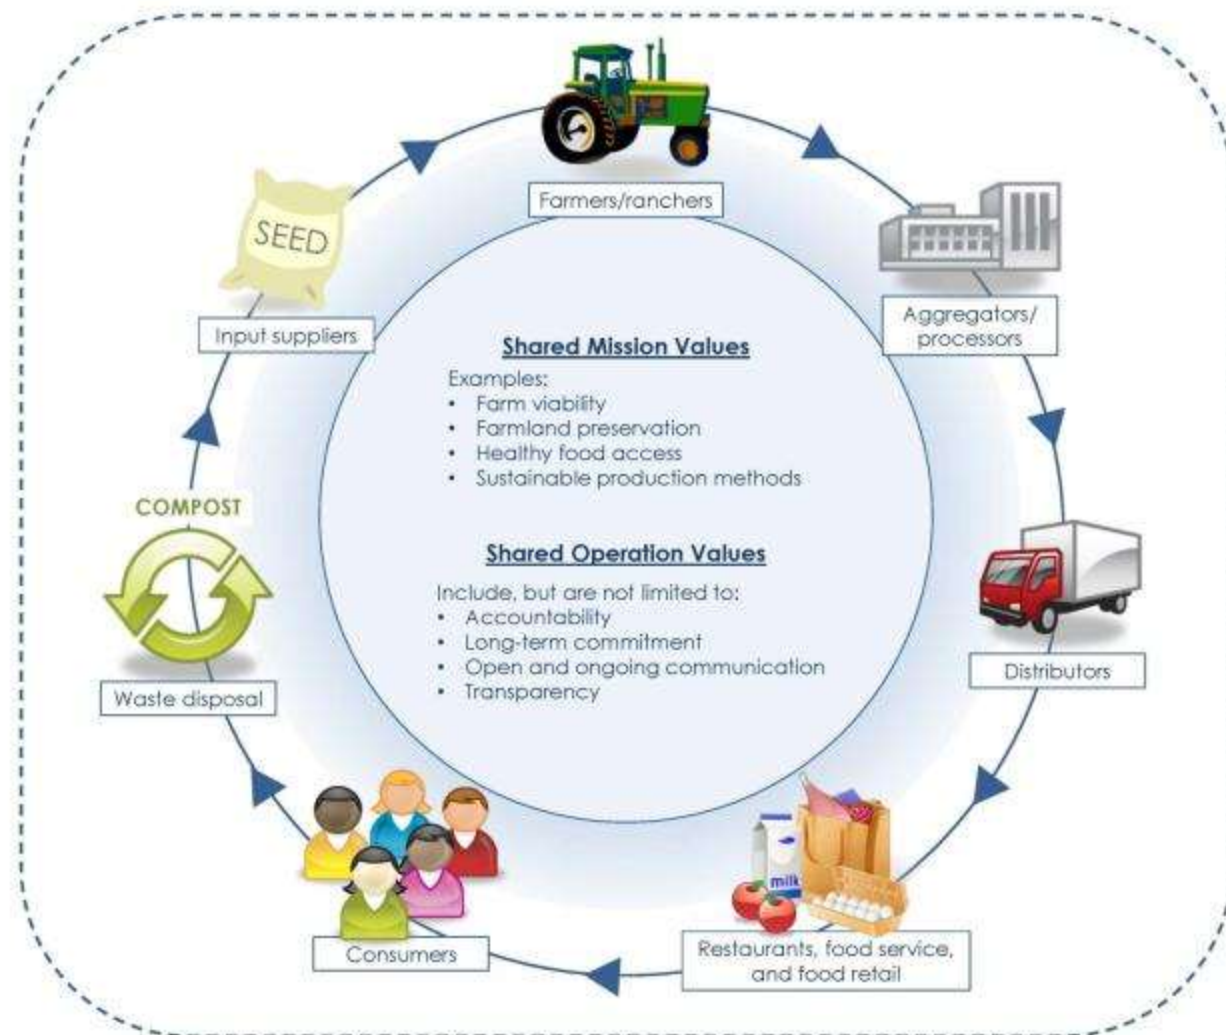 Farmers/ranchers
SEED
Input suppliers
Aggregators/
processors
Shared Mission Values
Examples:
• Farm viability
• Farmland preservation
• Healthy food access
• Sustainable production methods
COMPOST
Shared Operation Values
Include, but are not limited to:
• Accountability
• Long-term commitment
• Open and ongoing communication
• Transparency
Waste disposal
Distributors
milk
Consumers
Restaurants, food service,
and food retail